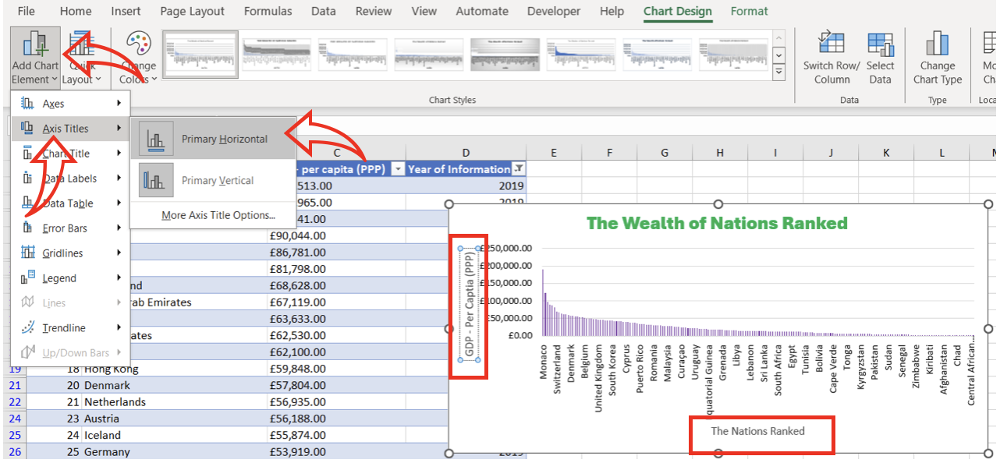 File Home Insert Page Layout Formulas Data Review View Automate Developer Help Chart Design Format
Add Chart Element
Quick Layout
Change Colors
Chart Styles
Switch Row/ Column
Select Data
Data
Change Chart Type
Type
Axes
Axis Titles
Chart Title
Data Labels
Data Table
Error Bars
Gridlines
Legend
Lines
Trendline
Up/Down Bars
Primary Horizontal
Primary Vertical
More Axis Title Options...
C D E F G H I J K L
per capita (PPP) Year of Information
513.00 2019
965.00 2019
41.00
£90,044.00
£86,781.00
£81,798.00
nd £68,628.00
rab Emirates £67,119.00
£63,633.00
ates £62,530.00
£62,100.00
19 18 Hong Kong £59,848.00
21 20 Denmark £57,804.00
22 21 Netherlands £56,935.00
24 23 Austria £56,188.00
25 24 Iceland £55,874.00
26 25 Germany £53,919.00 2019
The Wealth of Nations Ranked
GDP - Per Captia (PPP)
£250,000.00
£200,000.00
£150,000.00
£100,000.00
£50,000.00
£0.00
Monaco
Switzerland
Denmark
Belgium
United Kingdom
South Korea
Cyprus
Puerto Rico
Romania
Malaysia
Curaçao
Uruguay
Equatorial Guinea
Grenada
Libya
Lebanon
Sri Lanka
South Africa
Egypt
Tunisia
Bolivia
Cape Verde
Tonga
Kyrgyzstan
Pakistan
Sudan
Senegal
Zimbabwe
Kiribati
Afghanistan
Chad
Central African...
The Nations Ranked